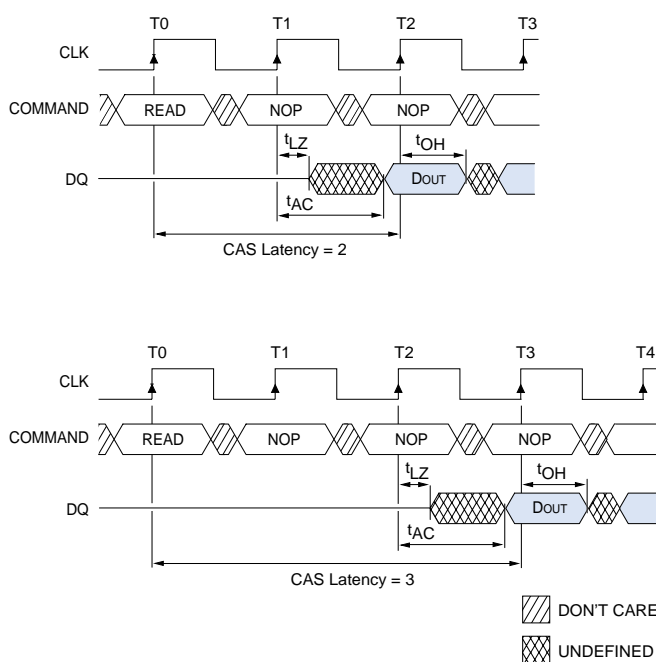 T0 T1 T2 T3
CLK
COMMAND READ NOP NOP
tLZ tOH
DQ DOUT
tAC
CAS Latency = 2
T0 T1 T2 T3 T4
CLK
COMMAND READ NOP NOP NOP
tLZ tOH
DQ DOUT
tAC
CAS Latency = 3
DON'T CARE
UNDEFINED